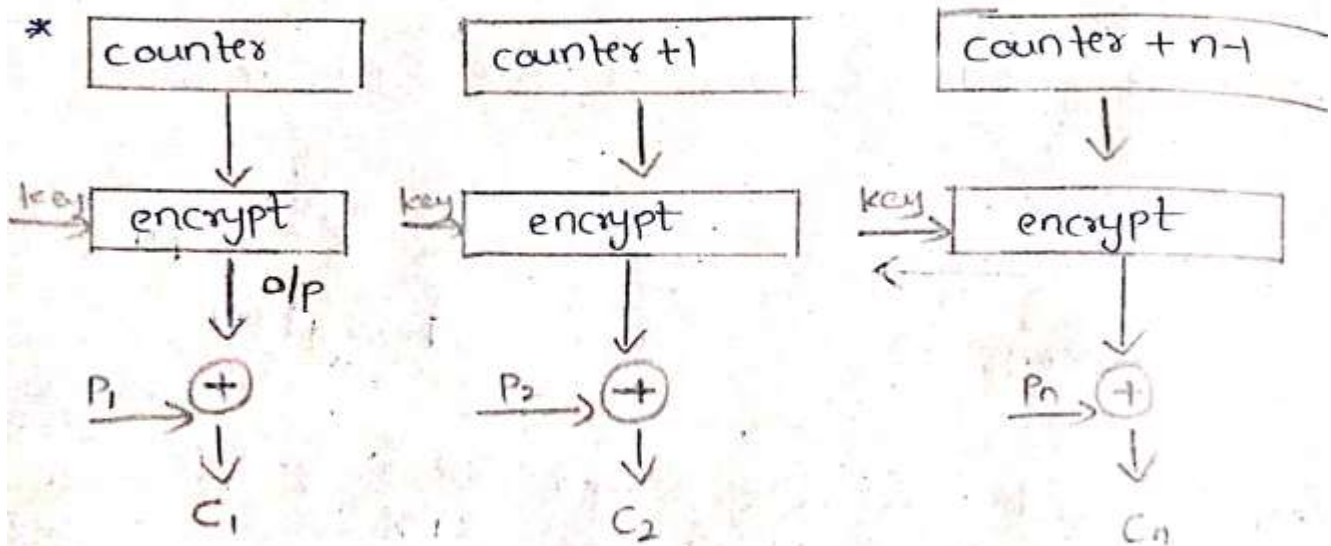 * counter counter +1 counter + n-1
key encrypt key encrypt key encrypt
O/P
P1 + P2 + Pn +
C1 C2 Cn